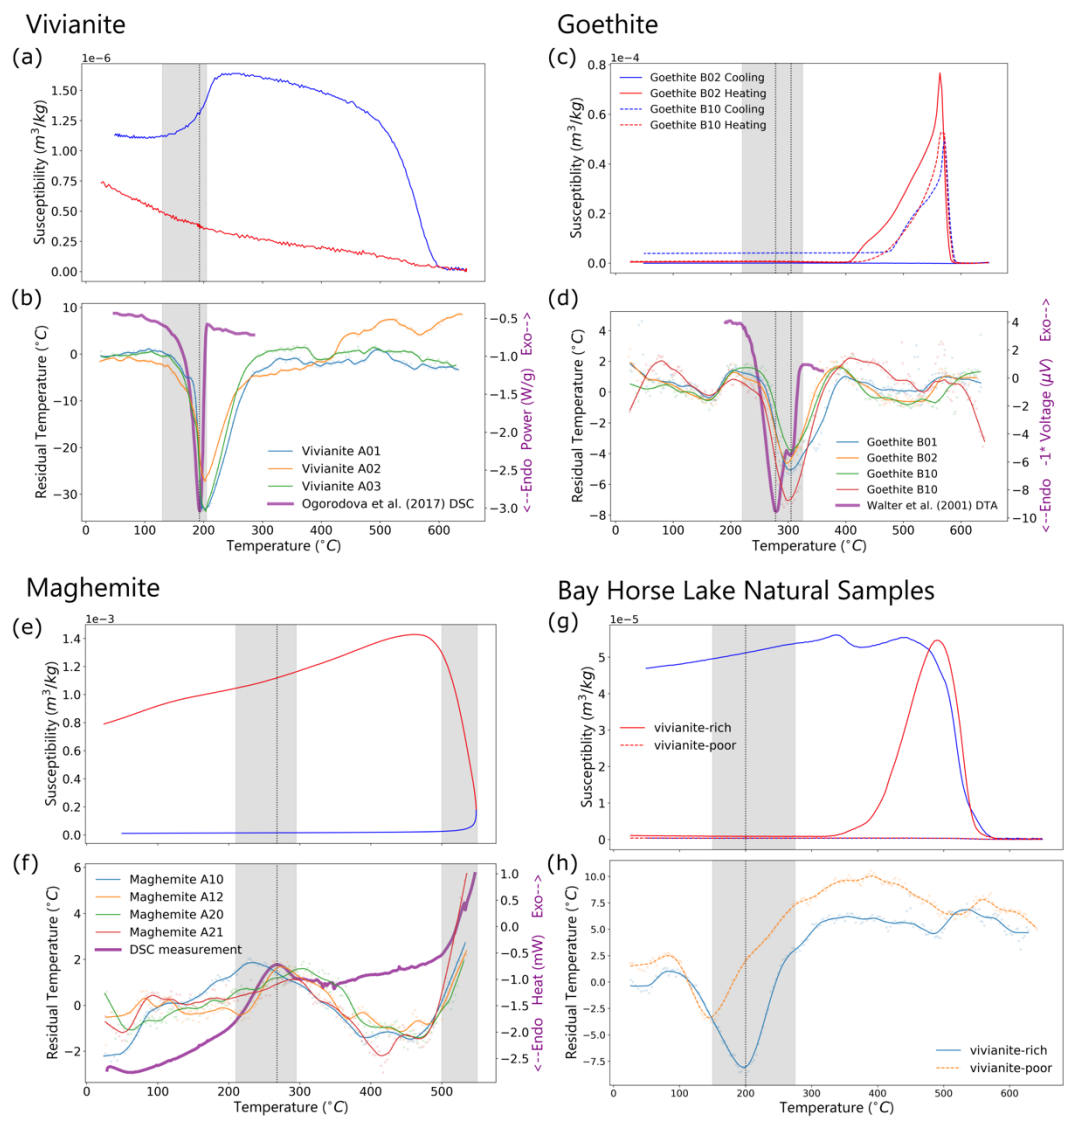 Vivianite
(a)
1e−6
1.50
1.25
1.00
0.75
0.50
0.25
0.00
Susceptibility (m³/kg)
(b)
10
0
−10
−20
−30
Residual Temperature (°C)
Vivianite A01
Vivianite A02
Vivianite A03
Ogorodova et al. (2017) DSC
−0.5
−1.0
−1.5
−2.0
−2.5
−3.0
<--Endo Power (W/g) Exo-->
0 100 200 300 400 500 600
Temperature (°C)
Goethite
(c)
1e−4
0.8
0.6
0.4
0.2
0.0
Susceptibility (m³/kg)
Goethite B02 Cooling
Goethite B02 Heating
Goethite B10 Cooling
Goethite B10 Heating
0 100 200 300 400 500 600
(d)
4
2
0
−2
−4
−6
−8
Residual Temperature (°C)
Goethite B01
Goethite B02
Goethite B10
Goethite B10
Walter et al. (2001) DTA
4
2
0
−2
−4
−6
−8
−10
<--Endo -1* Voltage (μV) Exo-->
0 100 200 300 400 500 600
Temperature (°C)
Maghemite
(e)
1e−3
1.4
1.2
1.0
0.8
0.6
0.4
0.2
0.0
Susceptibility (m³/kg)
(f)
6
4
2
0
−2
Residual Temperature (°C)
Maghemite A10
Maghemite A12
Maghemite A20
Maghemite A21
DSC measurement
1.0
0.5
0.0
−0.5
−1.0
−1.5
−2.0
−2.5
<--Endo Heat (mW) Exo-->
0 100 200 300 400 500
Temperature (°C)
Bay Horse Lake Natural Samples
(g)
1e−5
5
4
3
2
1
0
Susceptiblity (m³/kg)
vivianite-rich
vivianite-poor
(h)
10.0
7.5
5.0
2.5
0.0
−2.5
−5.0
−7.5
Residual Temperature (°C)
vivianite-rich
vivianite-poor
0 100 200 300 400 500 600
Temperature (°C)